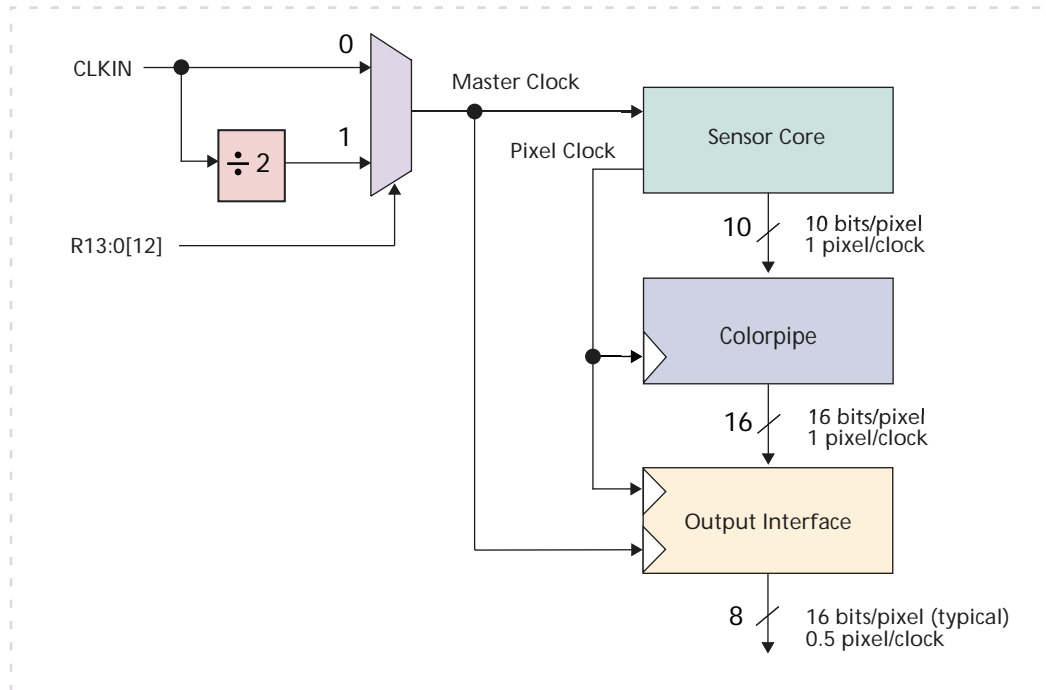 CLKIN
0
Master Clock
Sensor Core
÷ 2
1
Pixel Clock
R13:0[12]
10
10 bits/pixel
1 pixel/clock
Colorpipe
16
16 bits/pixel
1 pixel/clock
Output Interface
8
16 bits/pixel (typical)
0.5 pixel/clock